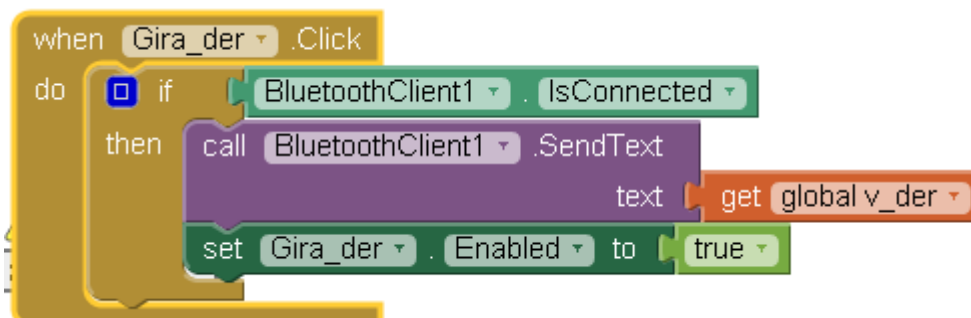 when Gira_der .Click
do if BluetoothClient1 . IsConnected
then call BluetoothClient1 .SendText
text get global v_der
set Gira_der . Enabled to true